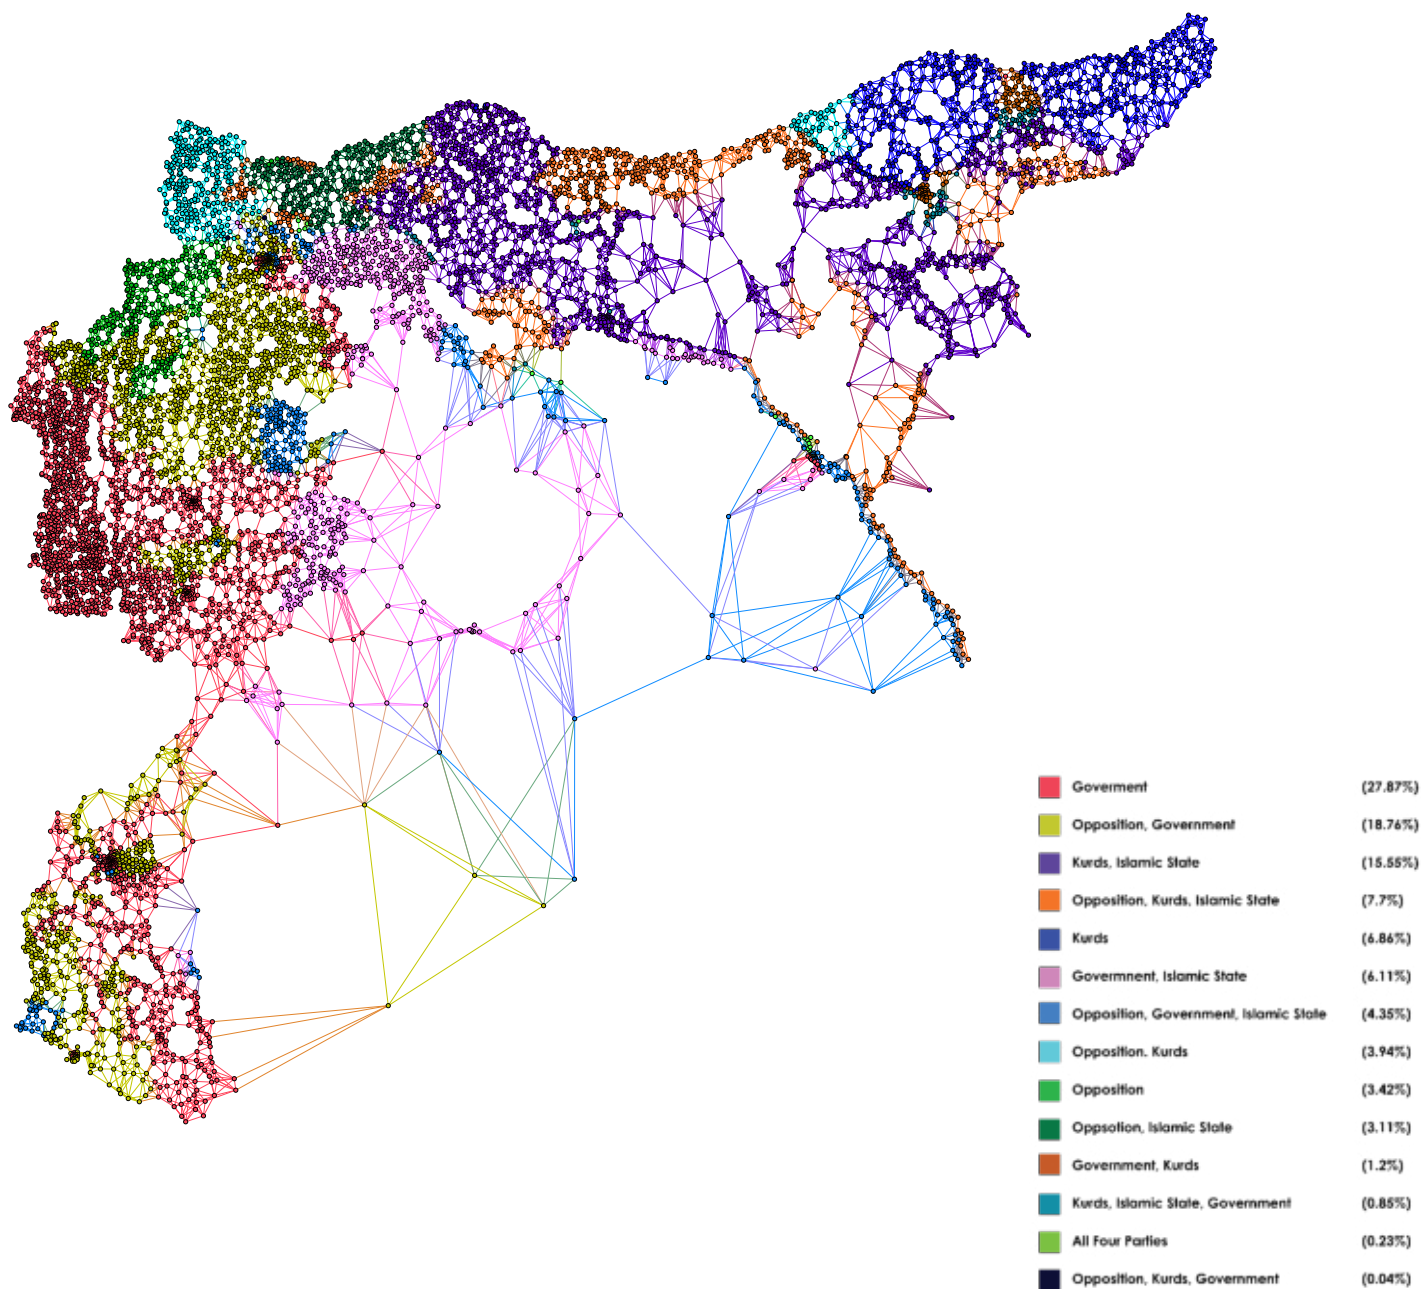 Goverment (27.87%)
Opposition, Government (18.76%)
Kurds, Islamic State (15.55%)
Opposition, Kurds, Islamic State (7.7%)
Kurds (6.86%)
Govermnent, Islamic State (6.11%)
Opposition, Government, Islamic State (4.35%)
Opposition. Kurds (3.94%)
Opposition (3.42%)
Oppsotion, Islamic State (3.11%)
Government, Kurds (1.2%)
Kurds, Islamic State, Government (0.85%)
All Four Parties (0.23%)
Opposition, Kurds, Government (0.04%)